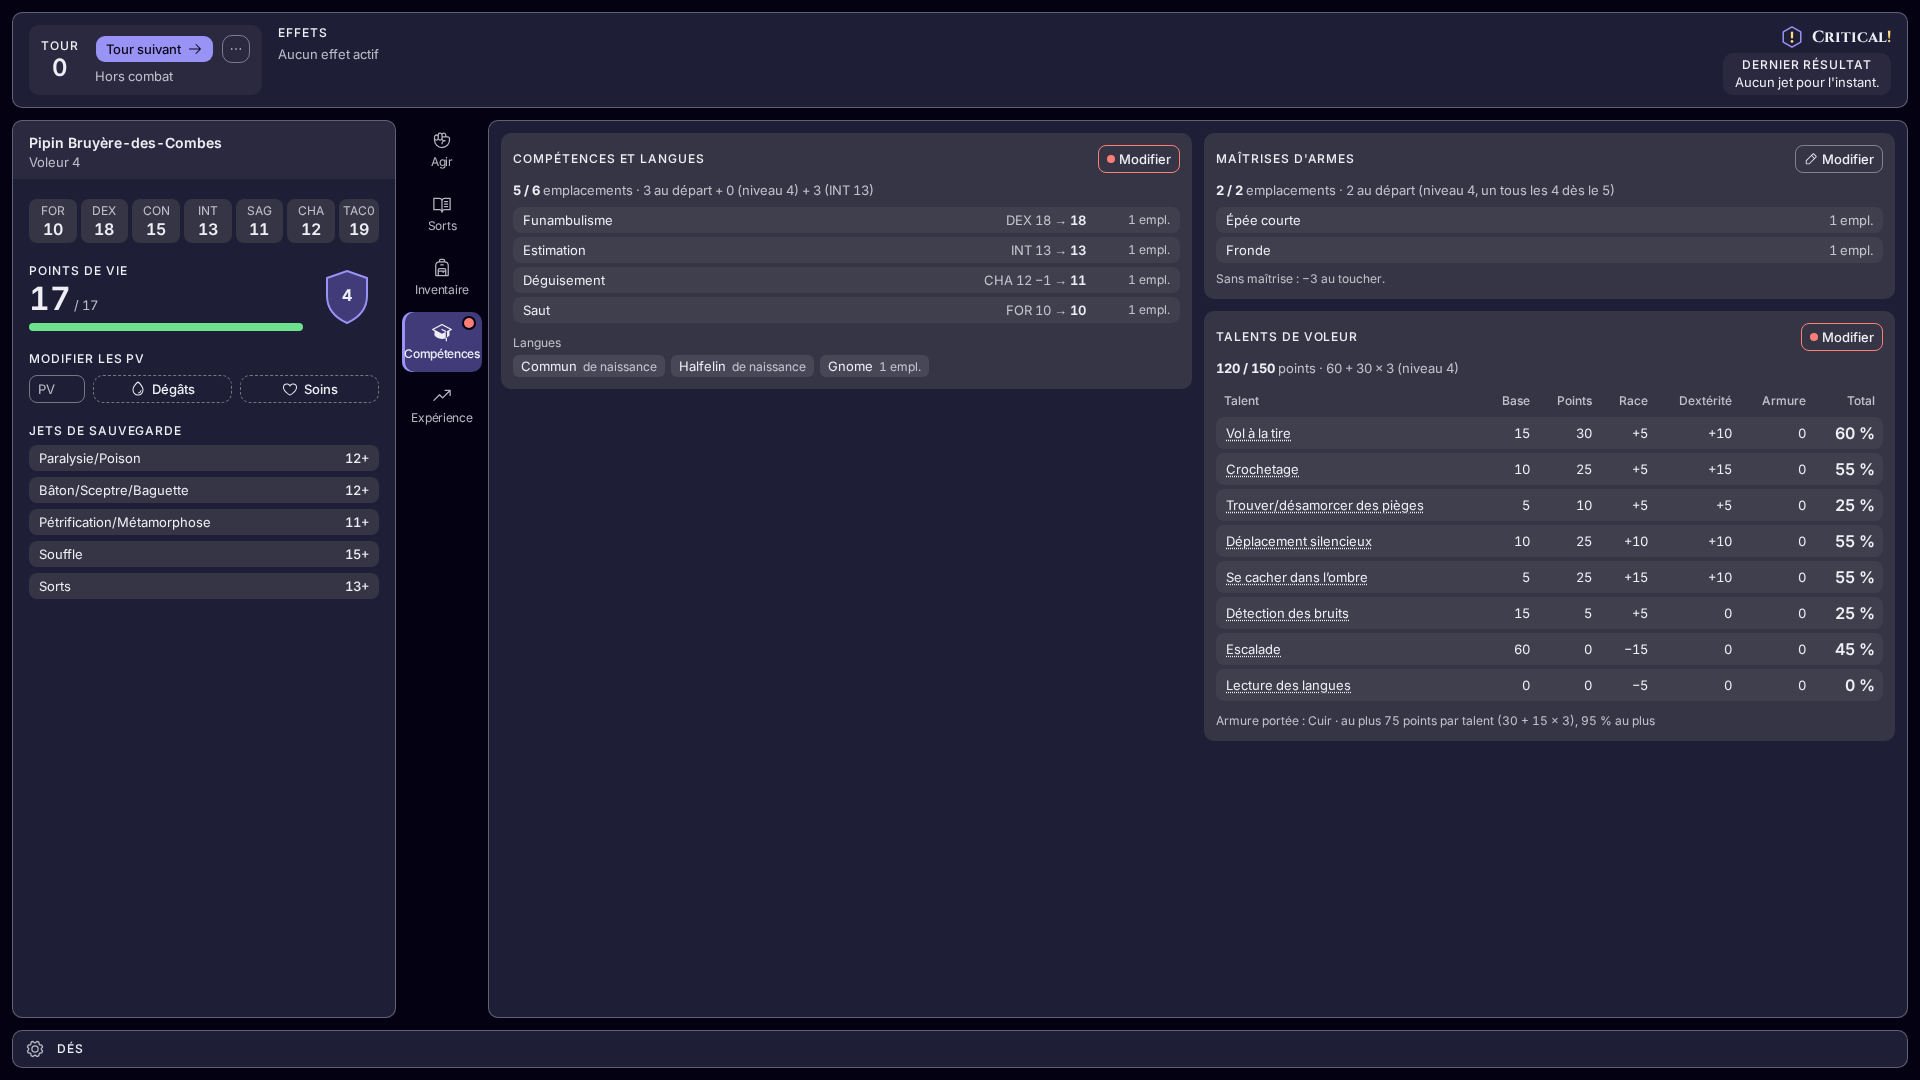 TOUR
0
Tour suivant →
...
Hors combat
EFFETS
Aucun effet actif
CRITICAL!
DERNIER RÉSULTAT
Aucun jet pour l'instant.
Pipin Bruyère-des-Combes
Voleur 4
FOR DEX CON INT SAG CHA TAC0
10 18 15 13 11 12 19
POINTS DE VIE
17 / 17
4
MODIFIER LES PV
PV Dégâts Soins
JETS DE SAUVEGARDE
Paralysie/Poison 12+
Bâton/Sceptre/Baguette 12+
Pétrification/Métamorphose 11+
Souffle 15+
Sorts 13+
Agir
Sorts
Inventaire
Compétences
Expérience
COMPÉTENCES ET LANGUES Modifier
5 / 6 emplacements · 3 au départ + 0 (niveau 4) + 3 (INT 13)
Funambulisme DEX 18 → 18 1 empl.
Estimation INT 13 → 13 1 empl.
Déguisement CHA 12 −1 → 11 1 empl.
Saut FOR 10 → 10 1 empl.
Langues
Commun de naissance Halfelin de naissance Gnome 1 empl.
MAÎTRISES D'ARMES Modifier
2 / 2 emplacements · 2 au départ (niveau 4, un tous les 4 dès le 5)
Épée courte 1 empl.
Fronde 1 empl.
Sans maîtrise : −3 au toucher.
TALENTS DE VOLEUR Modifier
120 / 150 points · 60 + 30 × 3 (niveau 4)
Talent Base Points Race Dextérité Armure Total
Vol à la tire 15 30 +5 +10 0 60 %
Crochetage 10 25 +5 +15 0 55 %
Trouver/désamorcer des pièges 5 10 +5 +5 0 25 %
Déplacement silencieux 10 25 +10 +10 0 55 %
Se cacher dans l’ombre 5 25 +15 +10 0 55 %
Détection des bruits 15 5 +5 0 0 25 %
Escalade 60 0 −15 0 0 45 %
Lecture des langues 0 0 −5 0 0 0 %
Armure portée : Cuir · au plus 75 points par talent (30 + 15 × 3), 95 % au plus
DÉS